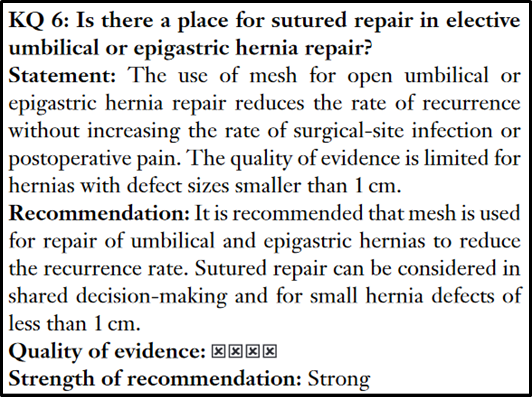 KQ 6: Is there a place for sutured repair in elective
umbilical or epigastric hernia repair?
Statement: The use of mesh for open umbilical or
epigastric hernia repair reduces the rate of recurrence
without increasing the rate of surgical-site infection or
postoperative pain. The quality of evidence is limited for
hernias with defect sizes smaller than 1 cm.
Recommendation: It is recommended that mesh is used
for repair of umbilical and epigastric hernias to reduce
the recurrence rate. Sutured repair can be considered in
shared decision-making and for small hernia defects of
less than 1 cm.
Quality of evidence: ☒☒☒☒
Strength of recommendation: Strong